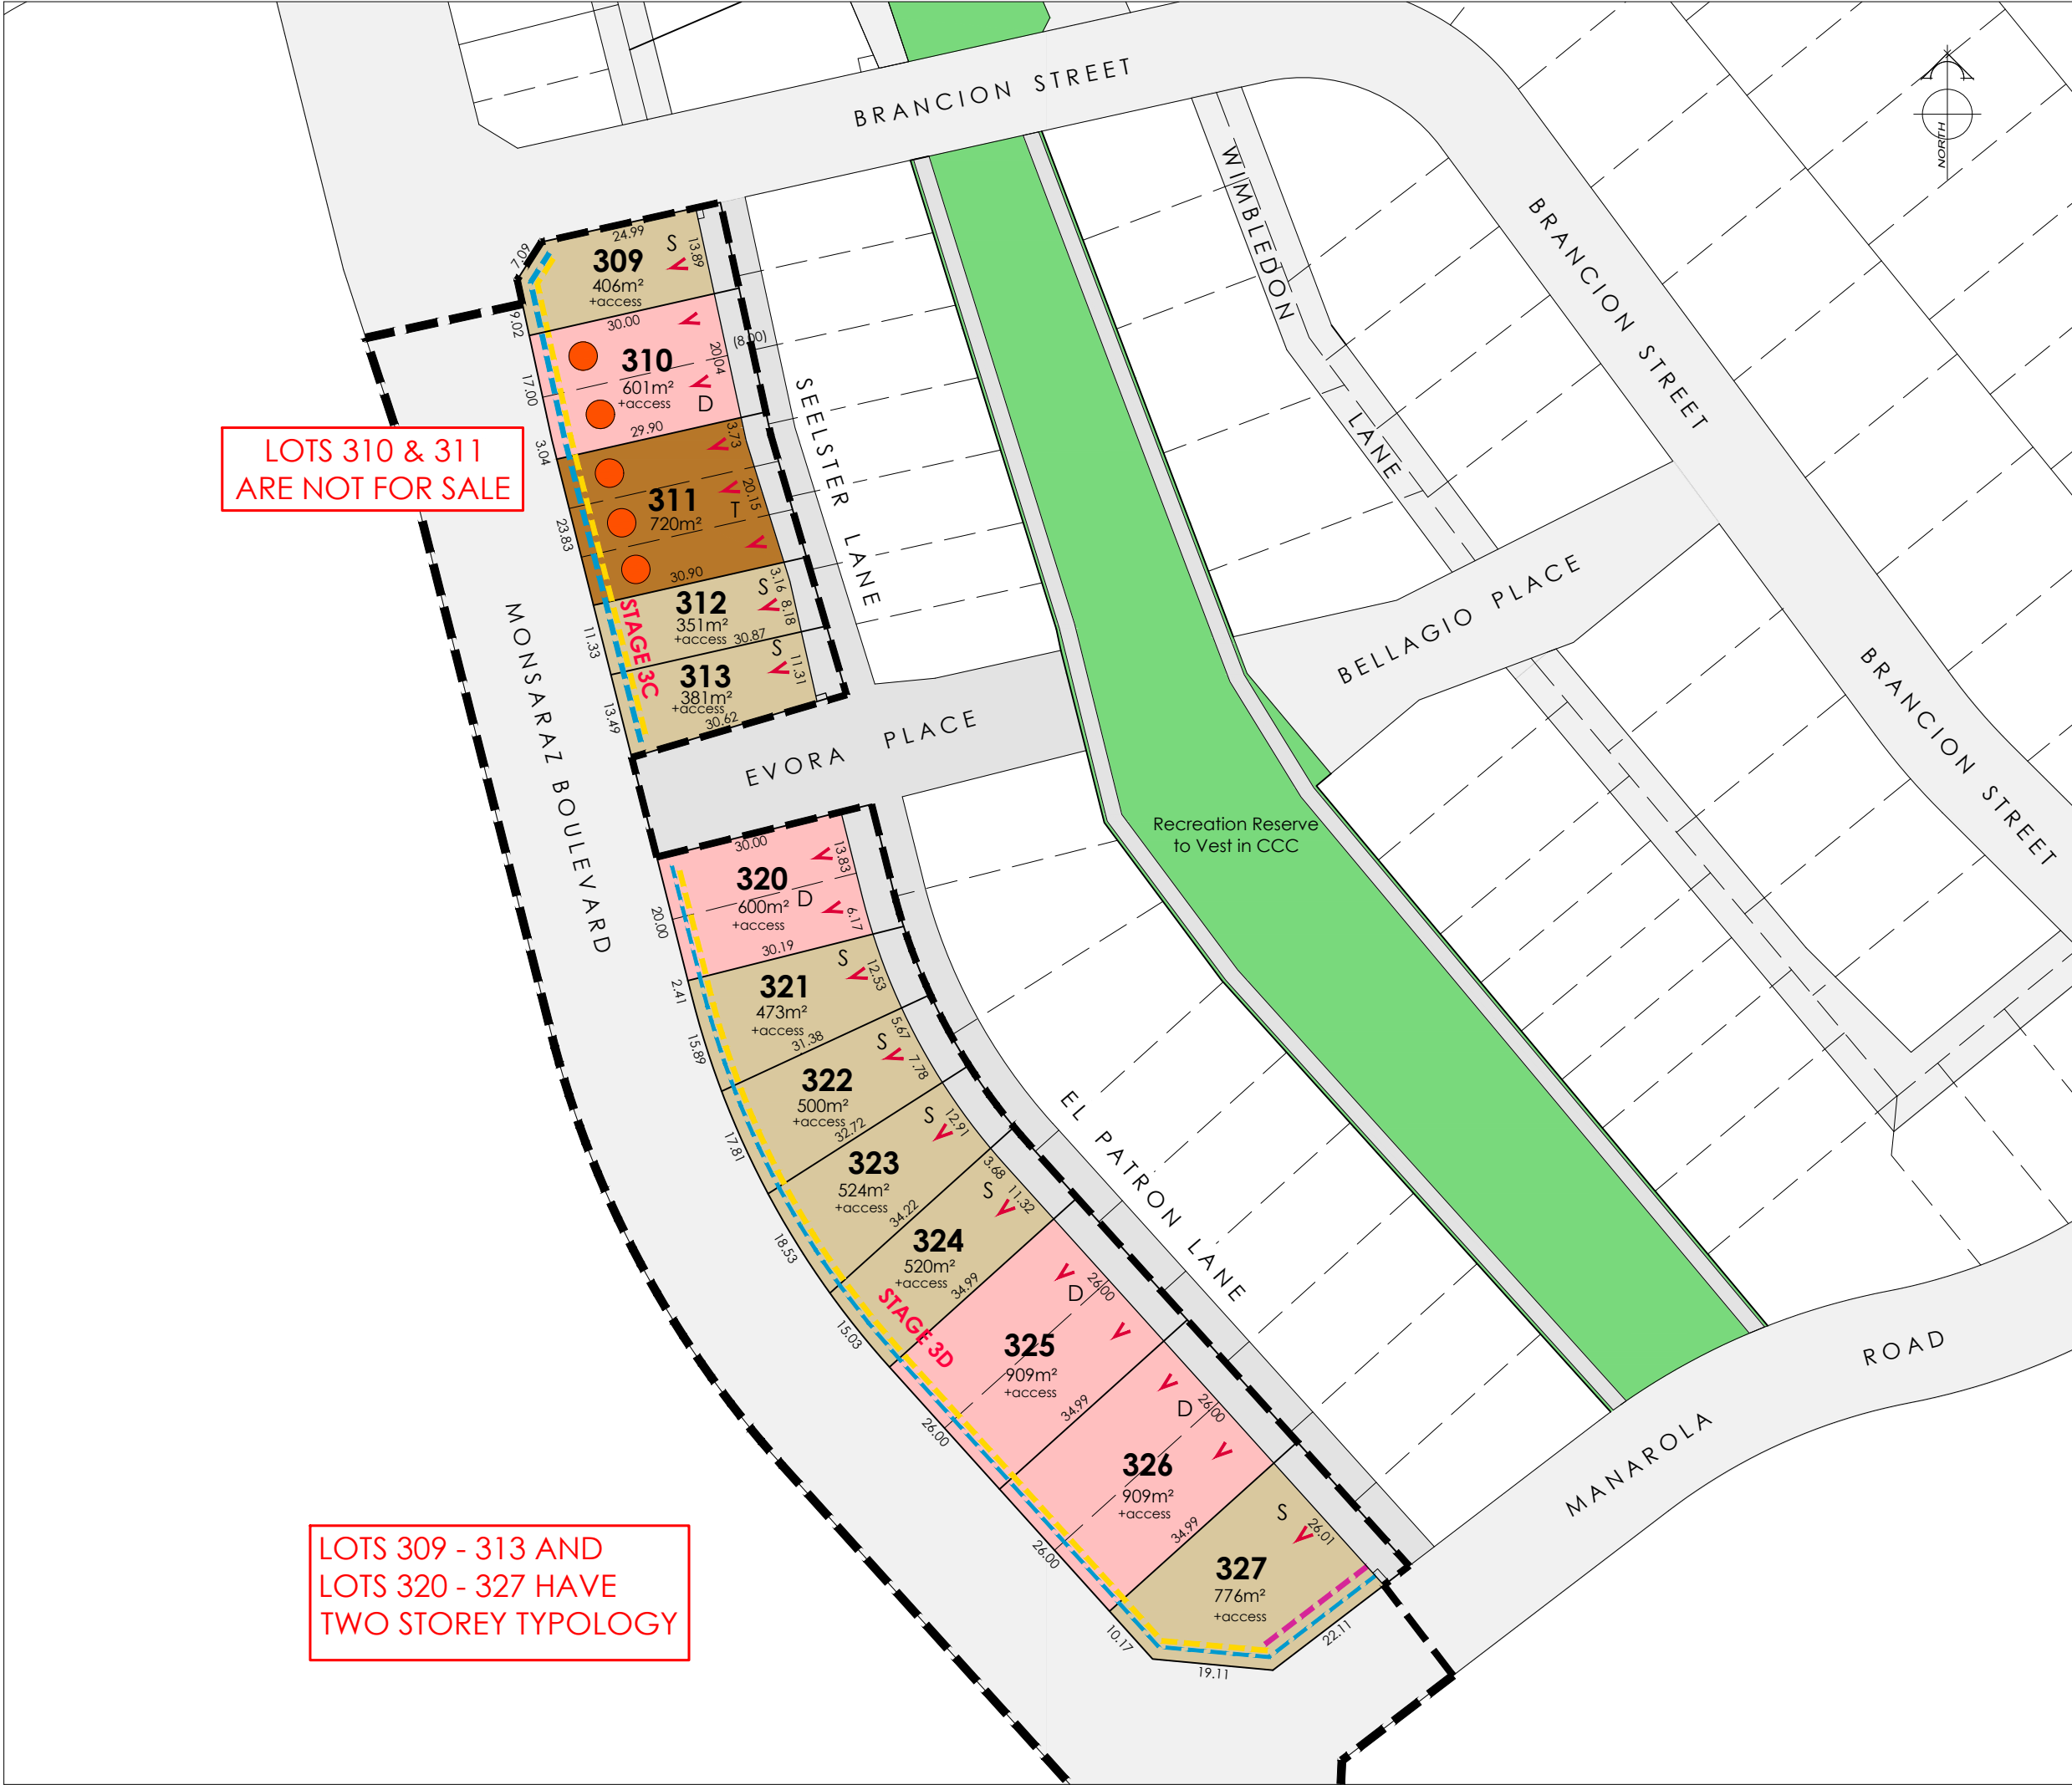 BRANCION STREET
NORTH
WIMBLEDON
LANE
BRANCION STREET
24.99
7.09
S
13.89
309
406m²
+access
9.02
30.00
(8.00)
310
601m²
+access
20.04
D
17.00
29.90
3.04
3.73
LOTS 310 & 311
ARE NOT FOR SALE
SEELSTER LANE
311
720m²
T
20.15
23.83
30.90
3.16
S
8.18
312
351m²
+access
30.87
11.33
STAGE 3C
S
11.31
313
381m²
+access
30.62
13.49
MONSARAZ BOULEVARD
EVORA PLACE
BELLAGIO PLACE
BRANCION STREET
Recreation Reserve
to Vest in CCC
30.00
13.83
320
600m²
D
+access
6.17
20.00
30.19
2.41
S
12.53
321
473m²
+access
31.38
15.89
5.67
S
7.78
322
500m²
+access
32.72
17.81
S
12.91
323
524m²
+access
34.22
18.53
3.68
S
11.32
324
520m²
+access
34.99
15.03
STAGE 3D
EL PATRON LANE
D
26.00
325
909m²
+access
34.99
26.00
D
26.00
326
909m²
+access
34.99
26.00
S
26.01
327
776m²
+access
10.17
19.11
22.11
MANAROLA ROAD
LOTS 309 - 313 AND
LOTS 320 - 327 HAVE
TWO STOREY TYPOLOGY